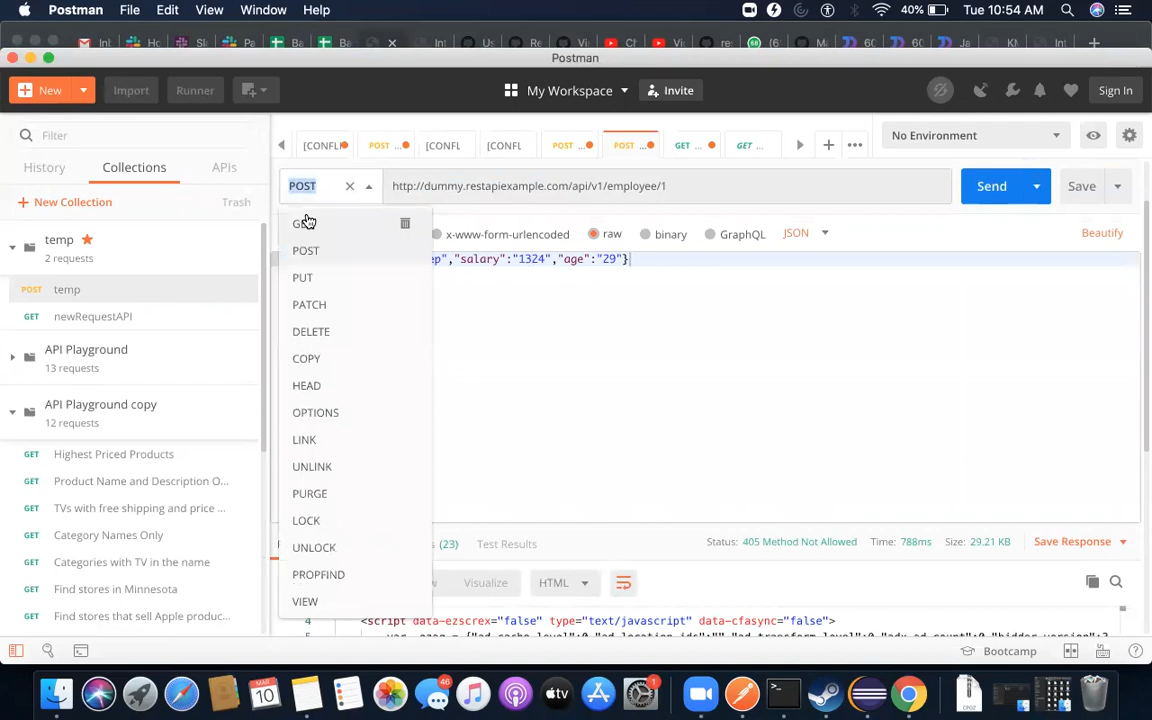 Postman File Edit View Window Help 40% Tue 10:54 AM
Postman
New Import Runner My Workspace Invite Sign In
Filter
[CONFL POST ... [CONFL [CONFL POST ... POST ... GET ... GET ... + ...
No Environment
History Collections APIs
+ New Collection Trash
POST http://dummy.restapiexample.com/api/v1/employee/1 Send Save
temp
2 requests
POST temp
GET newRequestAPI
API Playground
13 requests
API Playground copy
12 requests
GET Highest Priced Products
GET Product Name and Description O...
GET TVs with free shipping and price ...
GET Category Names Only
GET Categories with TV in the name
GET Find stores in Minnesota
GET Find stores that sell Apple produc...
x-www-form-urlencoded raw binary GraphQL JSON Beautify
ep","salary":"1324","age":"29"}
GET
POST
PUT
PATCH
DELETE
COPY
HEAD
OPTIONS
LINK
UNLINK
PURGE
LOCK
UNLOCK
PROPFIND
VIEW
(23) Test Results Status: 405 Method Not Allowed Time: 788ms Size: 29.21 KB Save Response
Visualize HTML
4 <script data-ezscrex="false" type="text/javascript" data-cfasync="false">
Bootcamp
46
1
MAR
10